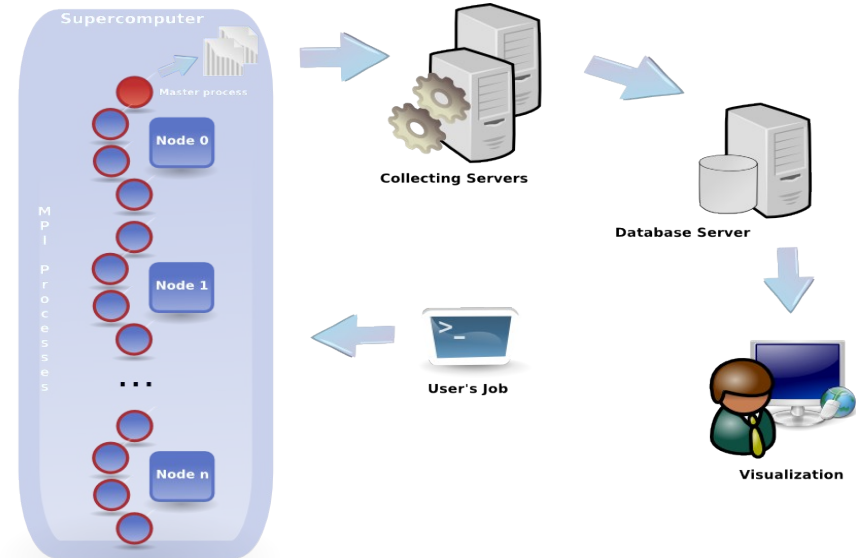 Supercomputer
Master process
Node 0
MPI Processes
Node 1
...
Node n
Collecting Servers
Database Server
>_
User's Job
Visualization